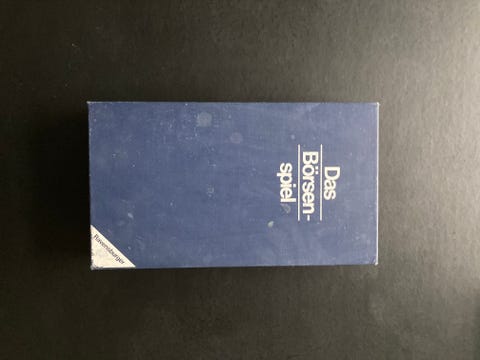 Das
Börsen-
spiel
Ravensburger